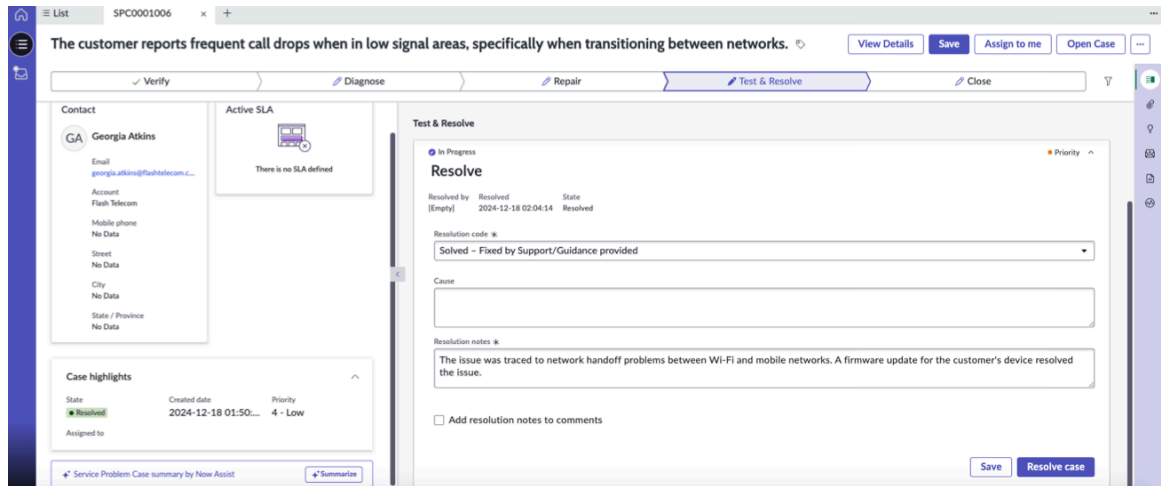 List
SPC0001006
The customer reports frequent call drops when in low signal areas, specifically when transitioning between networks.
View Details
Save
Assign to me
Open Case
Verify
Diagnose
Repair
Test & Resolve
Close
Contact
GA
Georgia Atkins
Email
georgia.atkins@flashtelecom.c...
Account
Flash Telecom
Mobile phone
No Data
Street
No Data
City
No Data
State / Province
No Data
Active SLA
There is no SLA defined
Case highlights
State
Created date
Priority
Resolved
2024-12-18 01:50:...
4 - Low
Assigned to
Service Problem Case summary by Now Assist
Summarize
Test & Resolve
In Progress
Priority
Resolve
Resolved by
Resolved
State
[Empty]
2024-12-18 02:04:14
Resolved
Resolution code
Solved – Fixed by Support/Guidance provided
Cause
Resolution notes
The issue was traced to network handoff problems between Wi-Fi and mobile networks. A firmware update for the customer's device resolved
the issue.
Add resolution notes to comments
Save
Resolve case